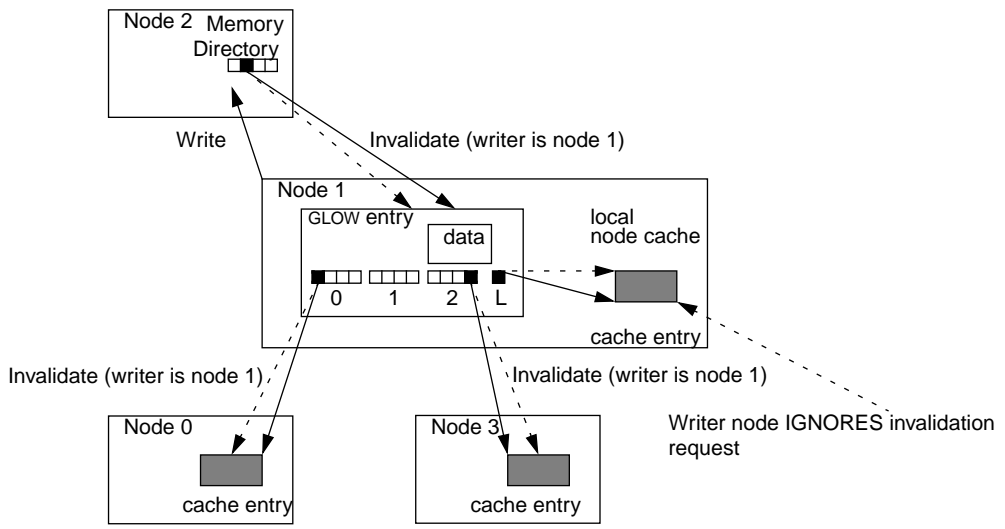 Node 2 Memory
Directory
Write
Invalidate (writer is node 1)
Node 1
GLOW entry
data
0 1 2 L
local
node cache
cache entry
Invalidate (writer is node 1)
Invalidate (writer is node 1)
Node 0
cache entry
Node 3
cache entry
Writer node IGNORES invalidation
request